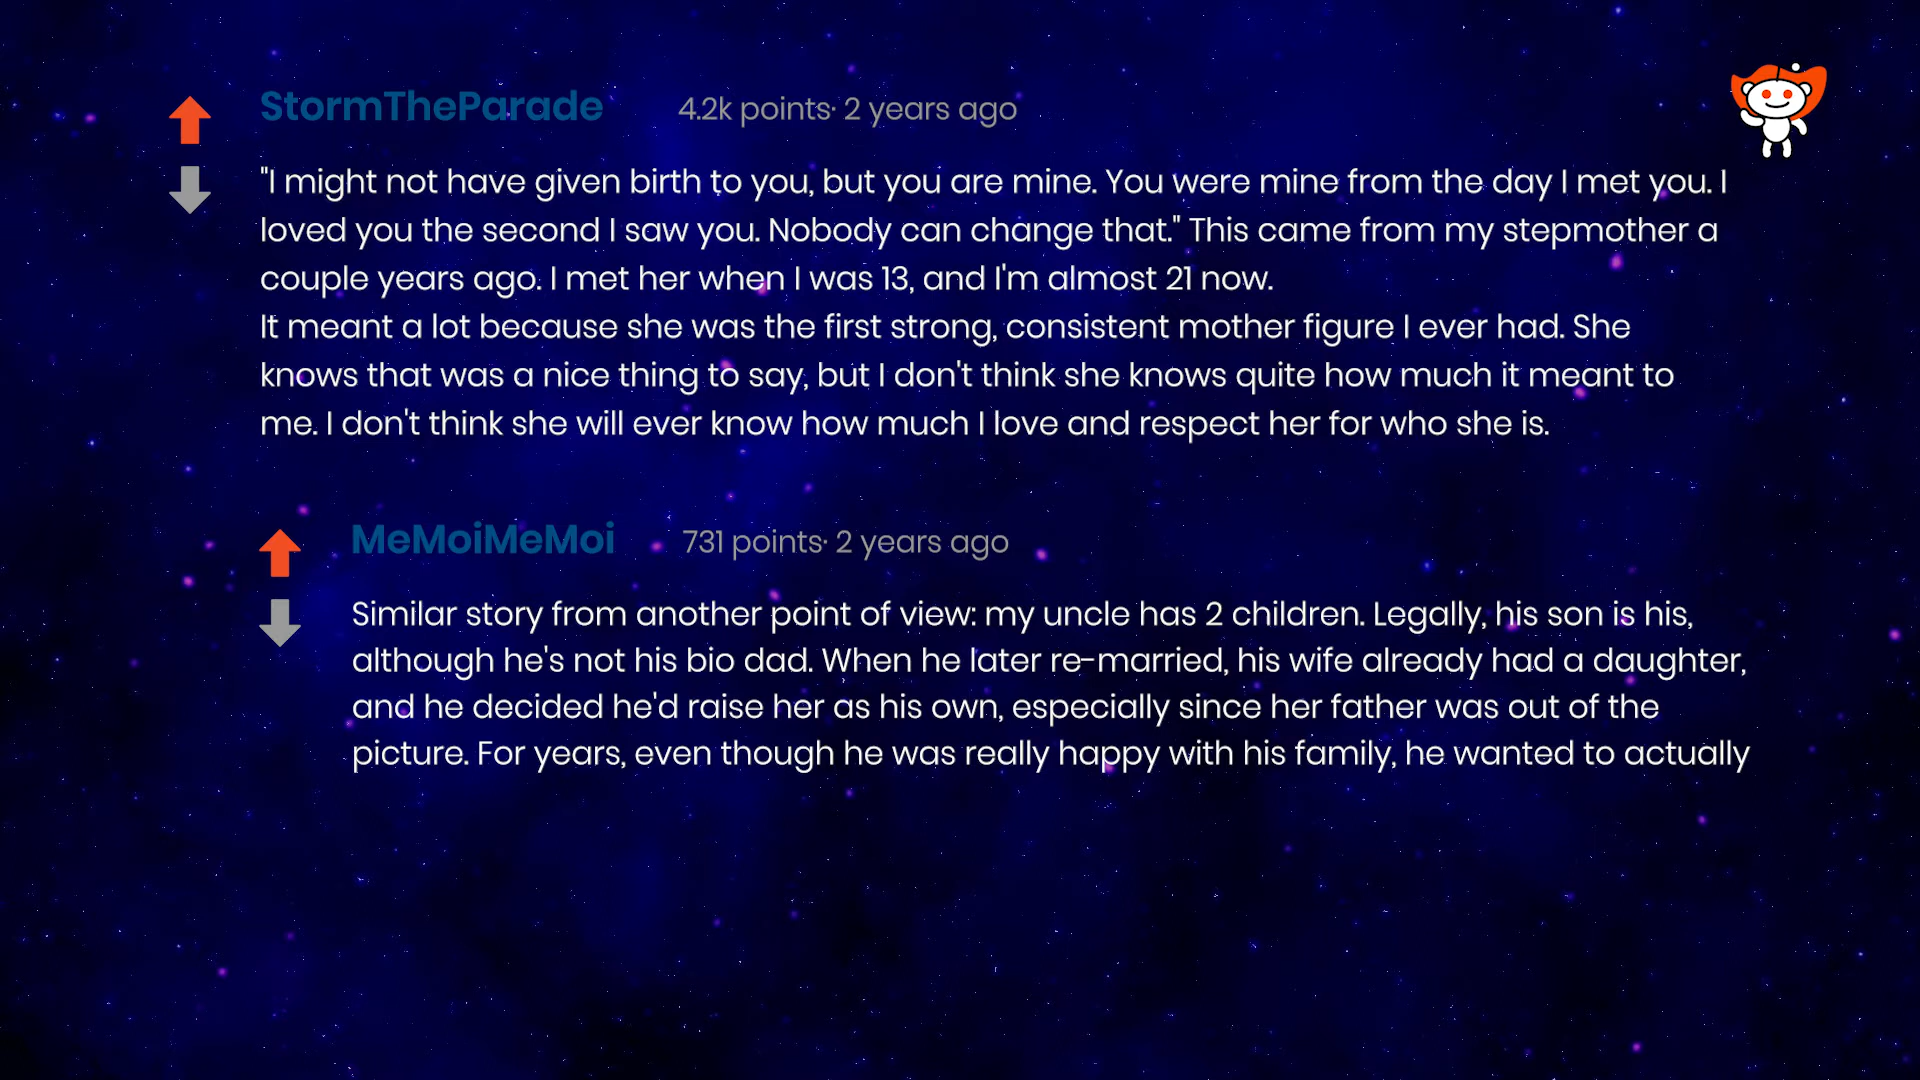 StormTheParade 4.2k points· 2 years ago
"I might not have given birth to you, but you are mine. You were mine from the day I met you. I
loved you the second I saw you. Nobody can change that." This came from my stepmother a
couple years ago. I met her when I was 13, and I'm almost 21 now.
It meant a lot because she was the first strong, consistent mother figure I ever had. She
knows that was a nice thing to say, but I don't think she knows quite how much it meant to
me. I don't think she will ever know how much I love and respect her for who she is.
MeMoiMeMoi 731 points· 2 years ago
Similar story from another point of view: my uncle has 2 children. Legally, his son is his,
although he's not his bio dad. When he later re-married, his wife already had a daughter,
and he decided he'd raise her as his own, especially since her father was out of the
picture. For years, even though he was really happy with his family, he wanted to actually